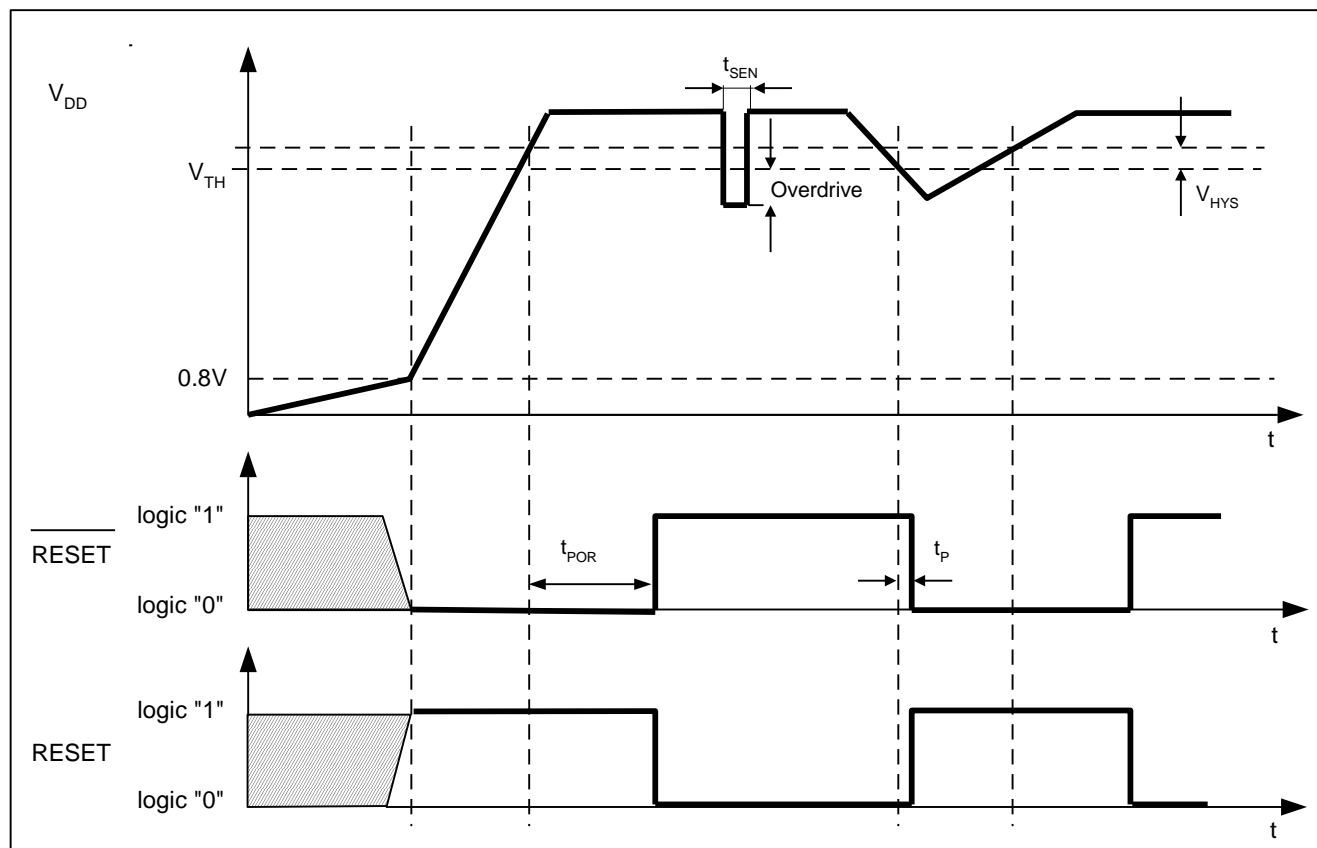 t_SEN
V_DD
V_TH
Overdrive
V_HYS
0.8V
t
logic "1"
RESET
t_POR
t_P
logic "0"
t
logic "1"
RESET
logic "0"
t